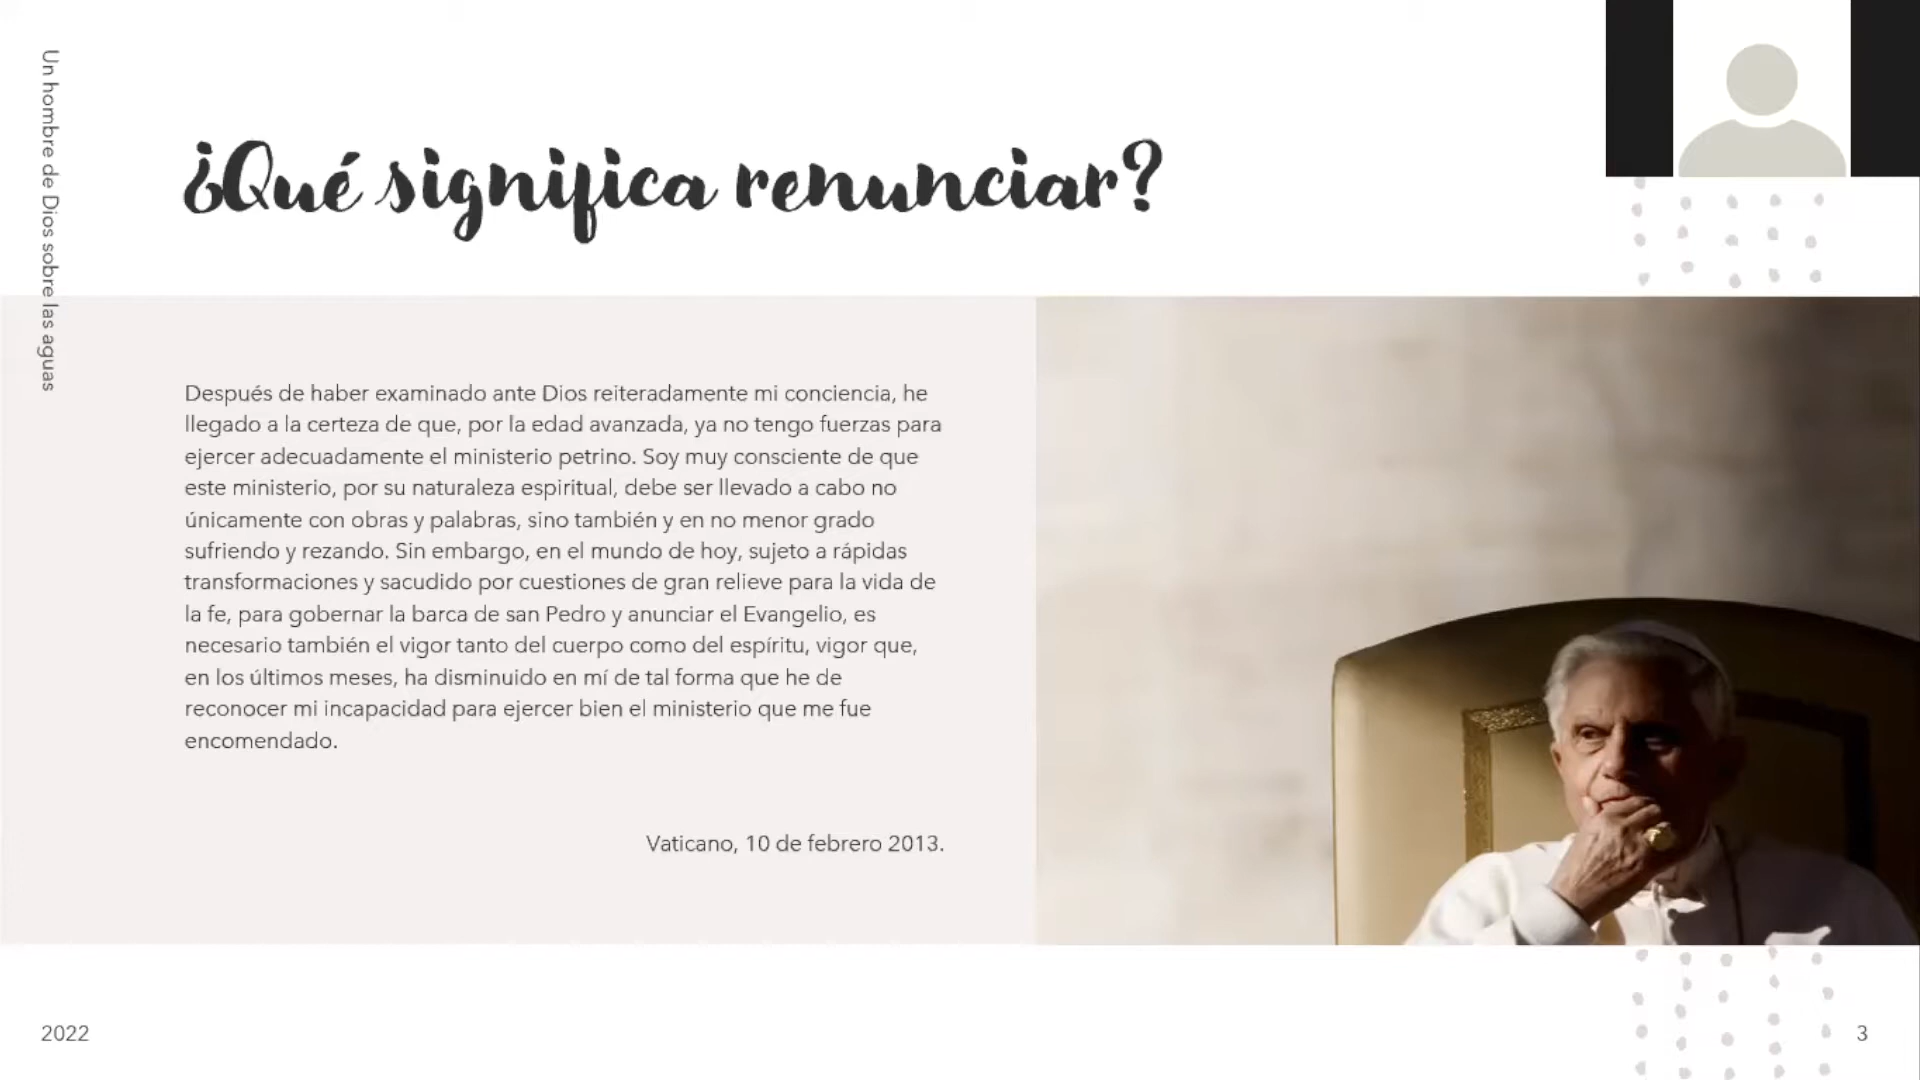 Un hombre de Dios sobre las aguas
¿Qué significa renunciar?
Después de haber examinado ante Dios reiteradamente mi conciencia, he
llegado a la certeza de que, por la edad avanzada, ya no tengo fuerzas para
ejercer adecuadamente el ministerio petrino. Soy muy consciente de que
este ministerio, por su naturaleza espiritual, debe ser llevado a cabo no
únicamente con obras y palabras, sino también y en no menor grado
sufriendo y rezando. Sin embargo, en el mundo de hoy, sujeto a rápidas
transformaciones y sacudido por cuestiones de gran relieve para la vida de
la fe, para gobernar la barca de san Pedro y anunciar el Evangelio, es
necesario también el vigor tanto del cuerpo como del espíritu, vigor que,
en los últimos meses, ha disminuido en mí de tal forma que he de
reconocer mi incapacidad para ejercer bien el ministerio que me fue
encomendado.
Vaticano, 10 de febrero 2013.
2022
3